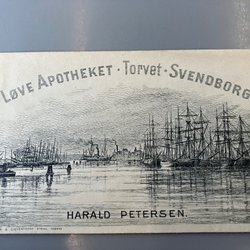 LØVE APOTHEKET · TORVET · SVENDBORG
HARALD PETERSEN.